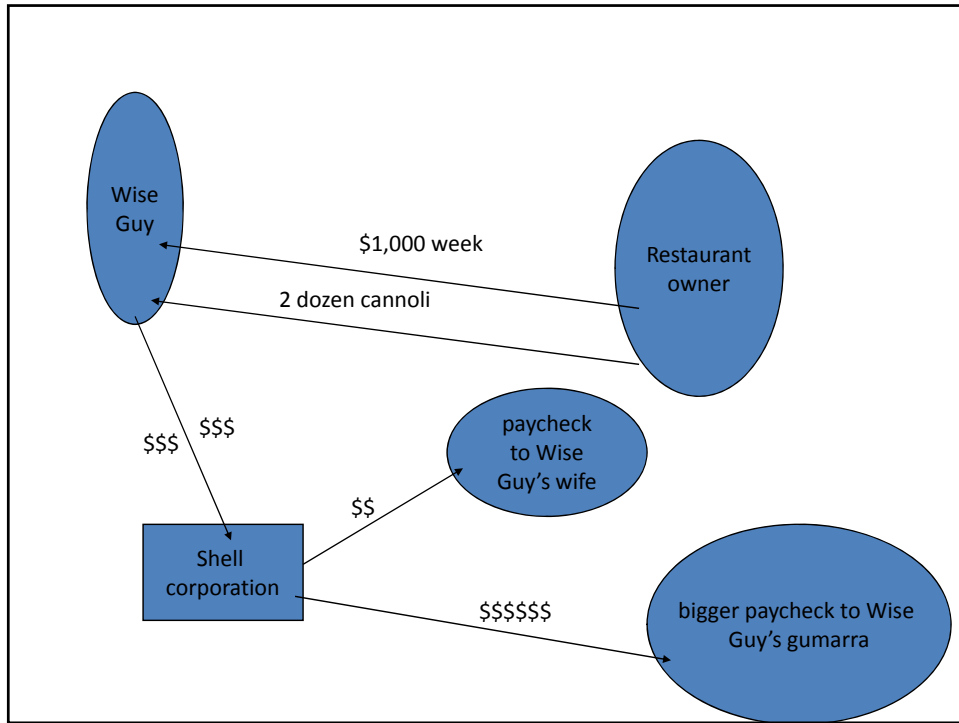 Wise
Guy
$1,000 week
Restaurant
owner
2 dozen cannoli
$$$
$$$
paycheck
to Wise
Guy's wife
$$
Shell
corporation
$$$$$$
bigger paycheck to Wise
Guy's gumarra